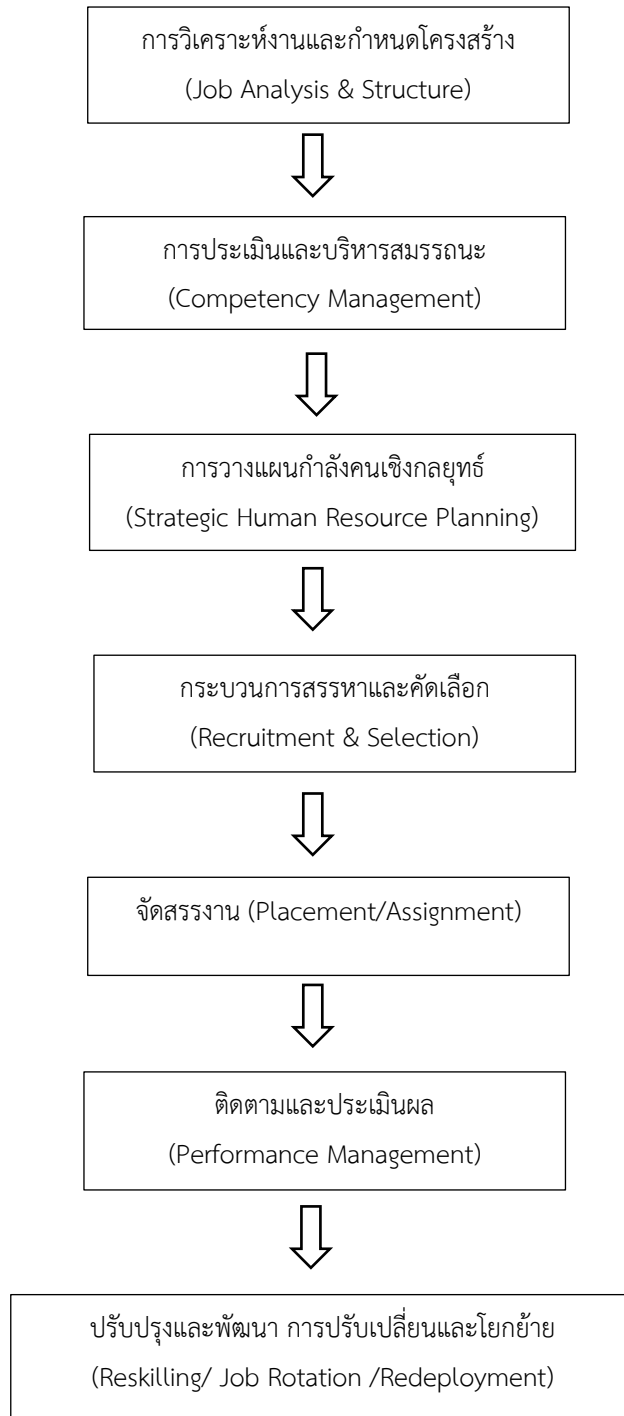 การวิเคราะห์งานและกำหนดโครงสร้าง
(Job Analysis & Structure)
การประเมินและบริหารสมรรถนะ
(Competency Management)
การวางแผนกำลังคนเชิงกลยุทธ์
(Strategic Human Resource Planning)
กระบวนการสรรหาและคัดเลือก
(Recruitment & Selection)
จัดสรรงาน (Placement/Assignment)
ติดตามและประเมินผล
(Performance Management)
ปรับปรุงและพัฒนา การปรับเปลี่ยนและโยกย้าย
(Reskilling/ Job Rotation /Redeployment)